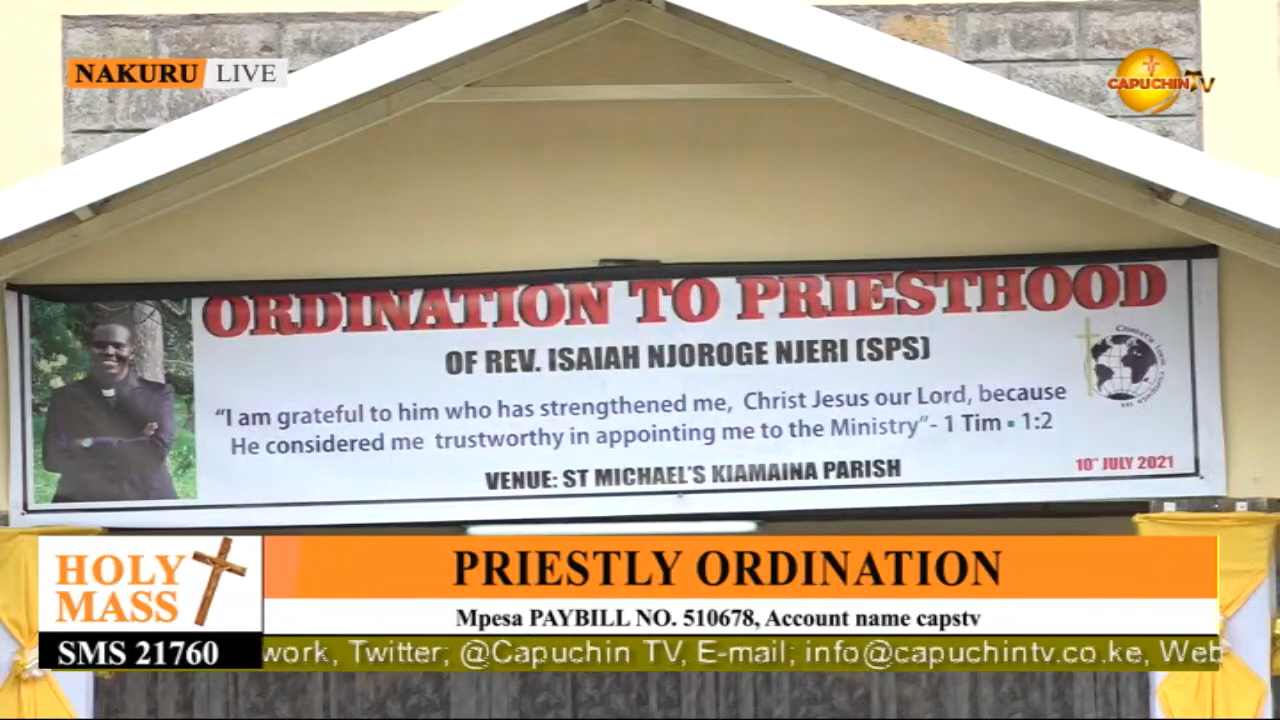 NAKURU LIVE
CAPUCHIN TV
ORDINATION TO PRIESTHOOD
OF REV. ISAIAH NJOROGE NJERI (SPS)
“I am grateful to him who has strengthened me, Christ Jesus our Lord, because
He considered me trustworthy in appointing me to the Ministry”- 1 Tim • 1:2
VENUE: ST MICHAEL'S KIAMAINA PARISH
10TH JULY 2021
HOLY
MASS
PRIESTLY ORDINATION
Mpesa PAYBILL NO. 510678, Account name capstv
SMS 21760
work, Twitter; @Capuchin TV, E-mail; info@capuchintv.co.ke, Web